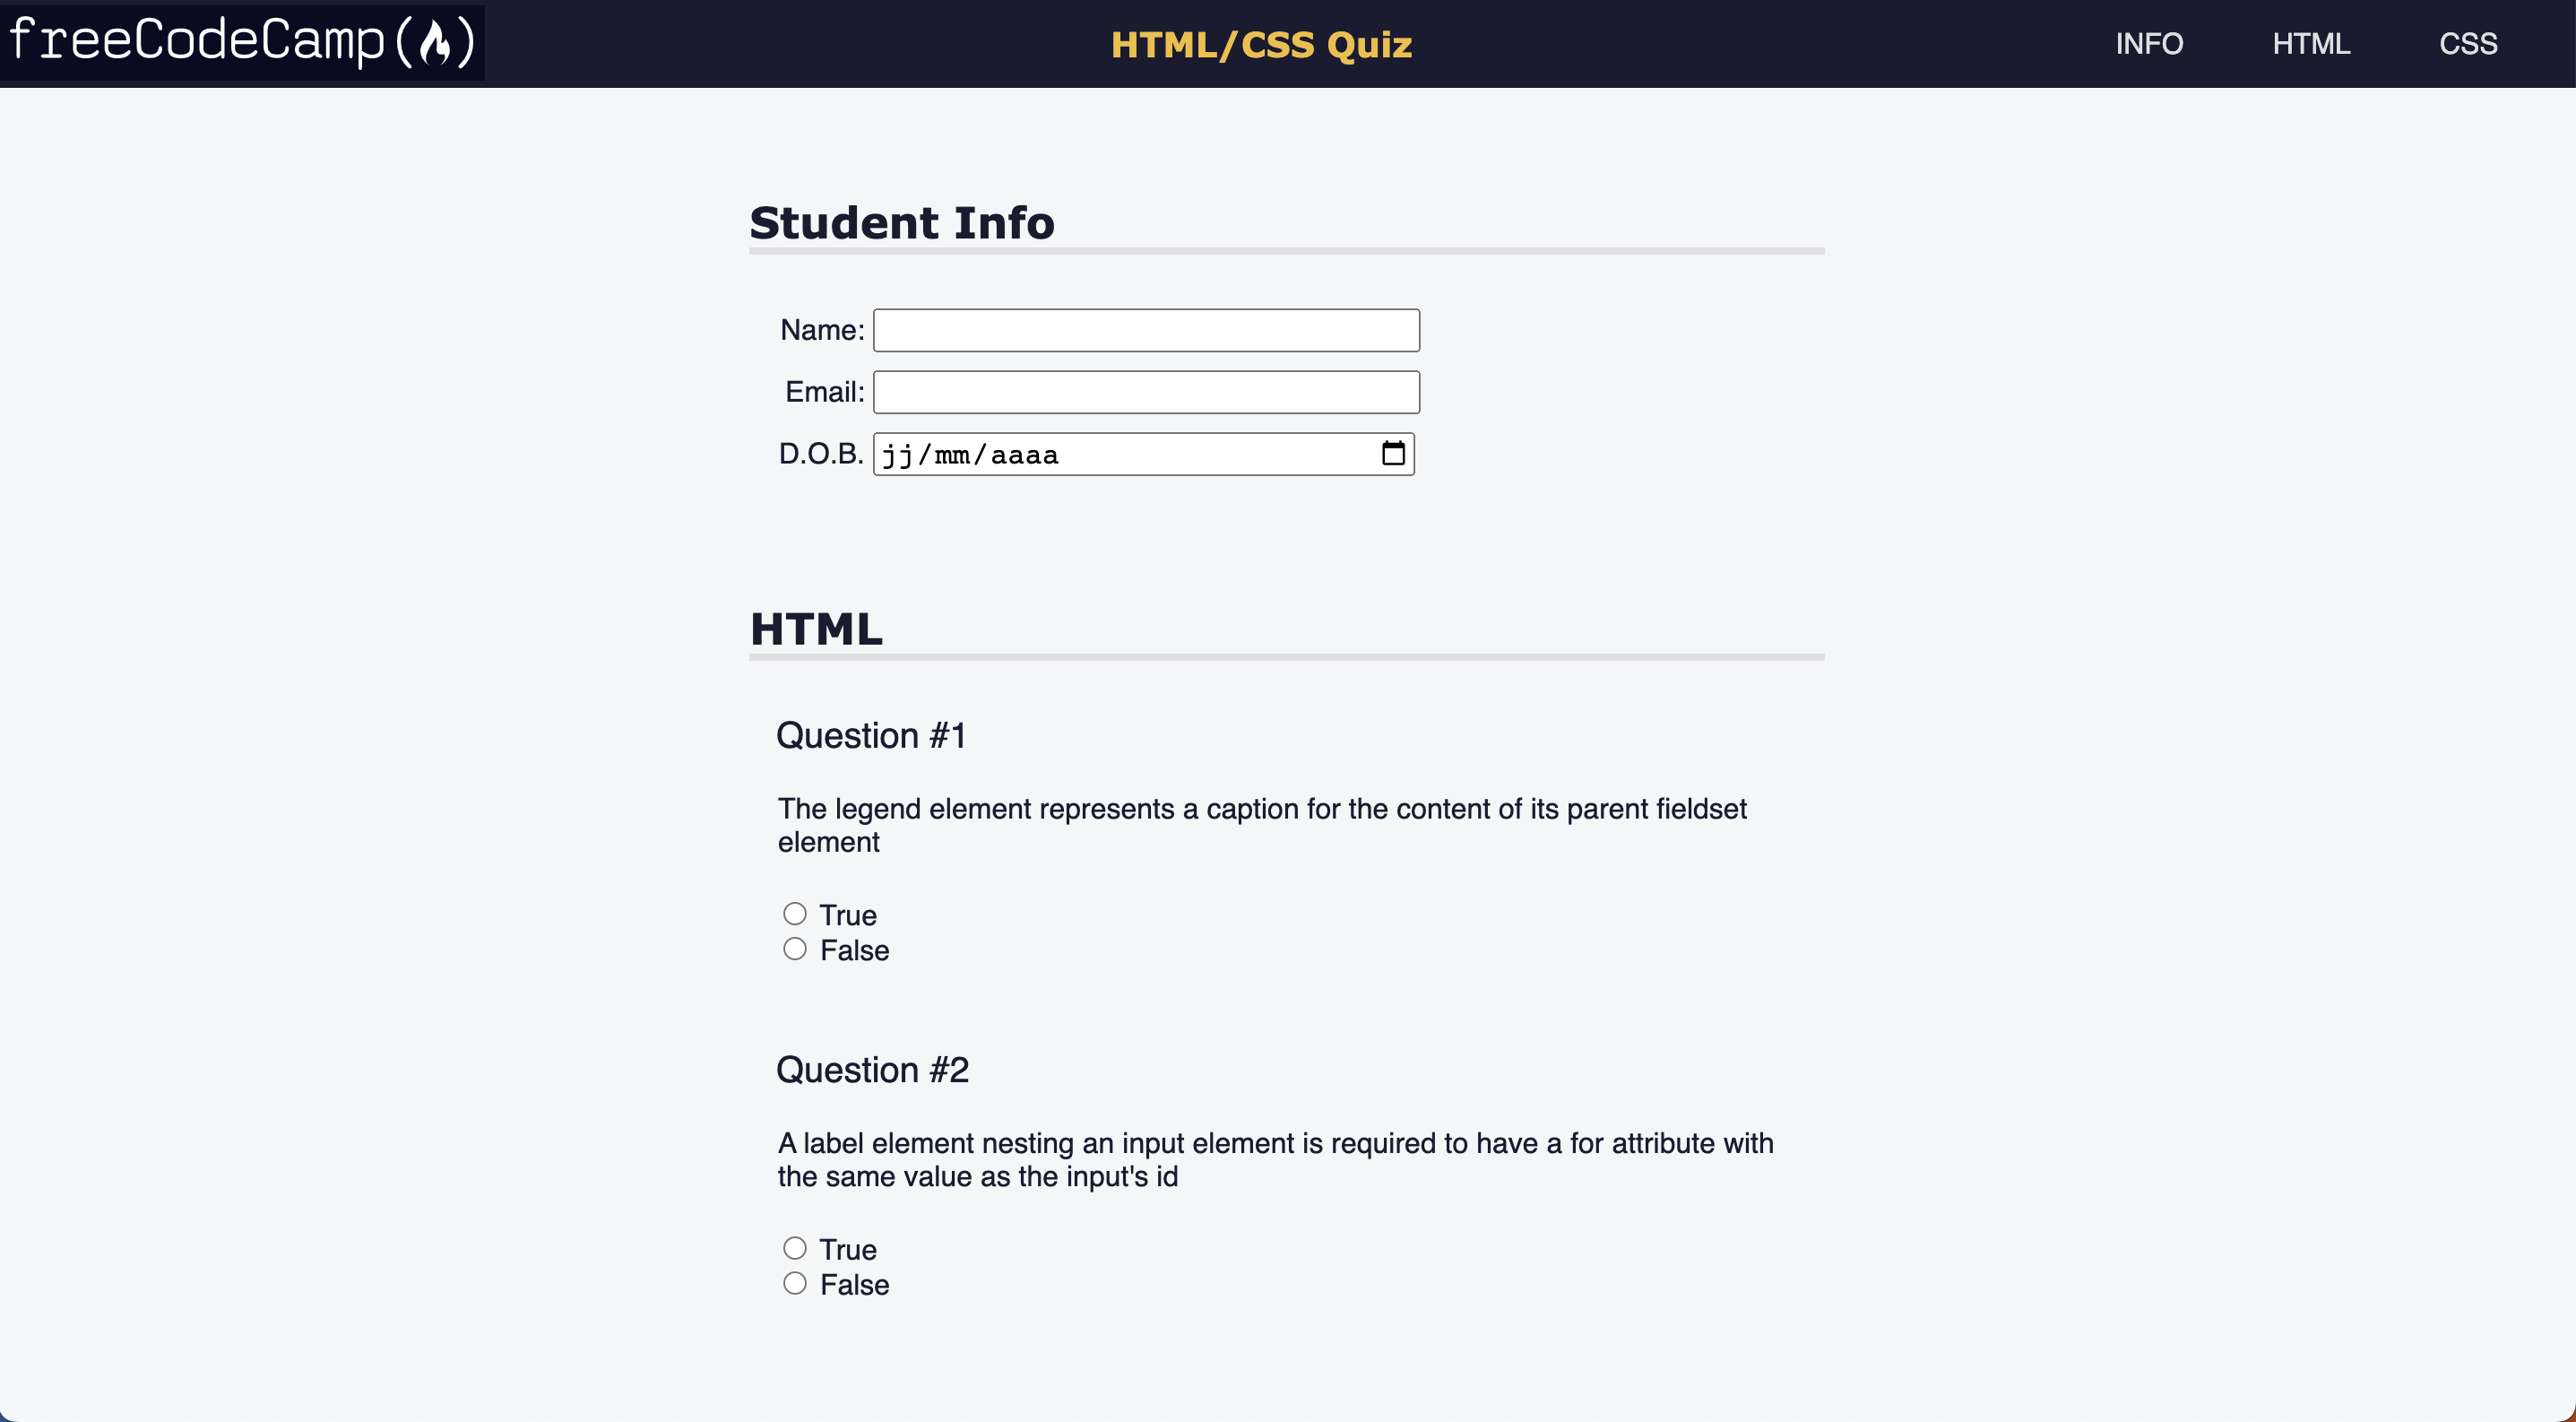 freeCodeCamp(🔥)
HTML/CSS Quiz
INFO
HTML
CSS
Student Info
Name:
Email:
D.O.B. jj/mm/aaaa
HTML
Question #1
The legend element represents a caption for the content of its parent fieldset
element
True
False
Question #2
A label element nesting an input element is required to have a for attribute with
the same value as the input's id
True
False